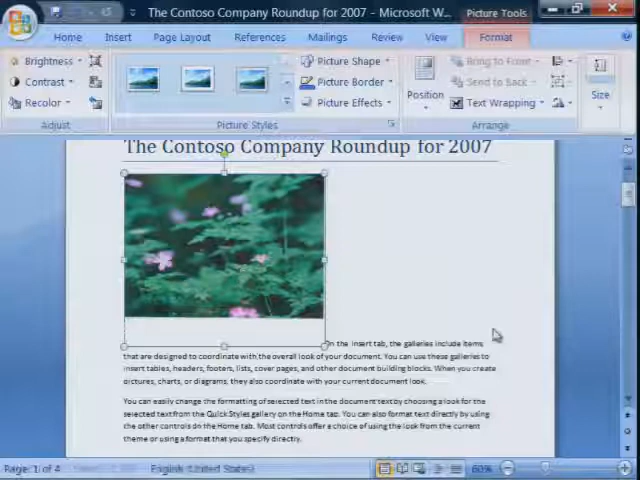 The Contoso Company Roundup for 2007 - Microsoft W... Picture Tools
Home Insert Page Layout References Mailings Review View Format
Brightness Picture Shape Bring to Front
Contrast Picture Border Position Send to Back Size
Recolor Picture Effects Text Wrapping
Adjust Picture Styles Arrange
The Contoso Company Roundup for 2007
On the Insert tab, the galleries include items
that are designed to coordinate with the overall look of your document. You can use these galleries to
insert tables, headers, footers, lists, cover pages, and other document building blocks. When you create
pictures, charts, or diagrams, they also coordinate with your current document look.
You can easily change the formatting of selected text in the document text by choosing a look for the
selected text from the Quick Styles gallery on the Home tab. You can also format text directly by using
the other controls on the Home tab. Most controls offer a choice of using the look from the current
theme or using a format that you specify directly.
Page: 1 of 4 English (United States) 60%